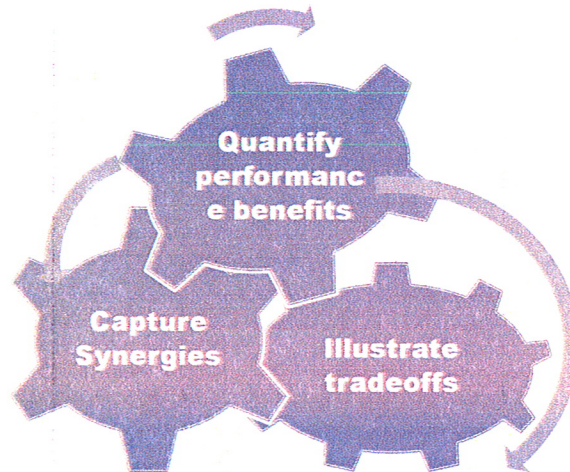 Quantify
performanc
e benefits
Capture
Synergies
Illustrate
tradeoffs